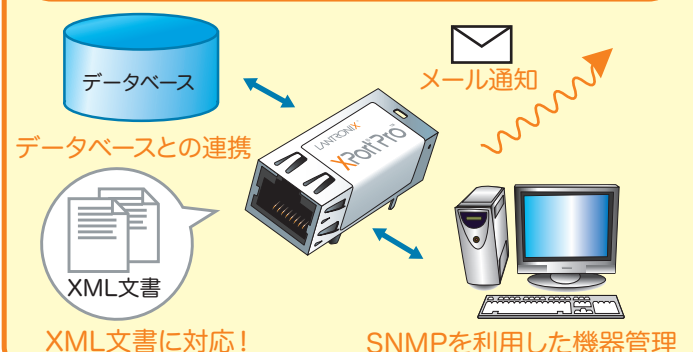 データベース
メール通知
データベースとの連携
LANTRONIX
XPort Pro™
XML文書
XML文書に対応！
SNMPを利用した機器管理